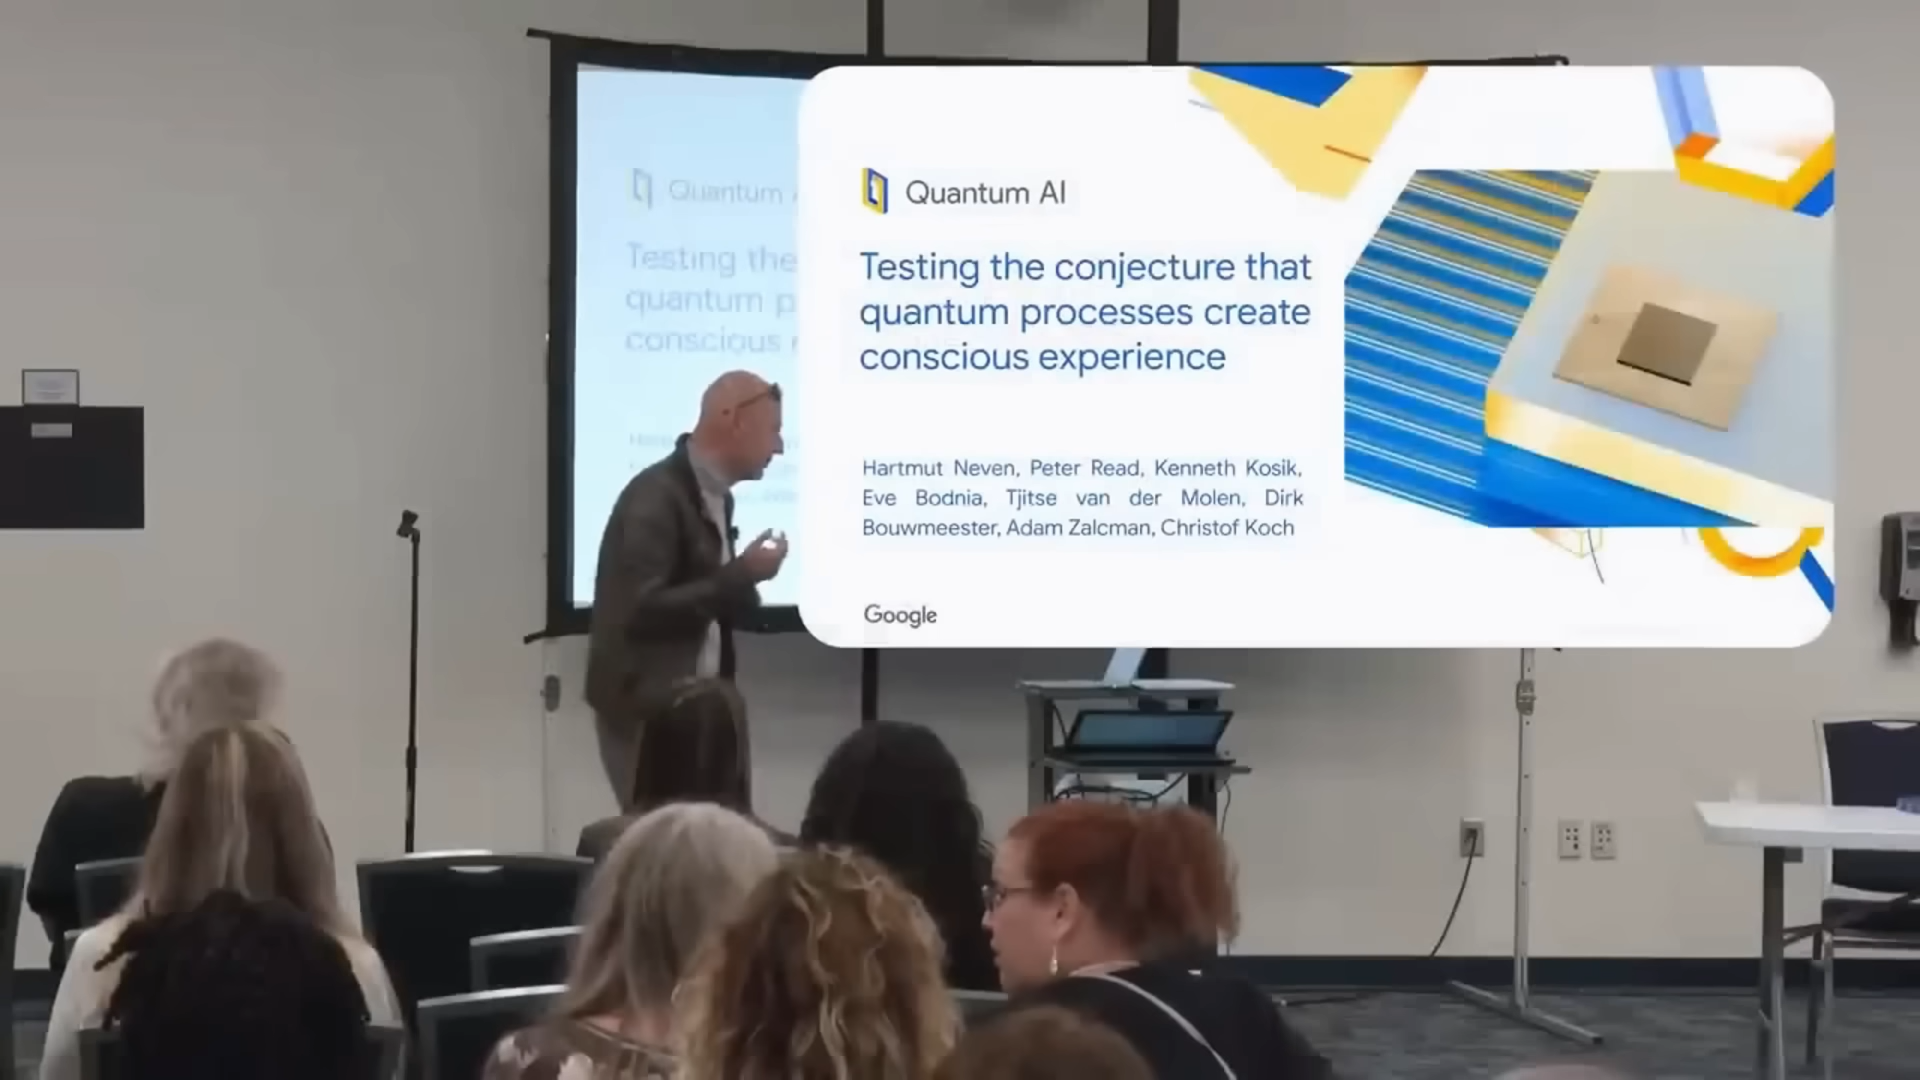 Quantum AI
Testing the conjecture that
quantum processes create
conscious experience
Hartmut Neven, Peter Read, Kenneth Kosik,
Eve Bodnia, Tjitse van der Molen, Dirk
Bouwmeester, Adam Zalcman, Christof Koch
Google
Quantum
Testing the
quantum p
conscious